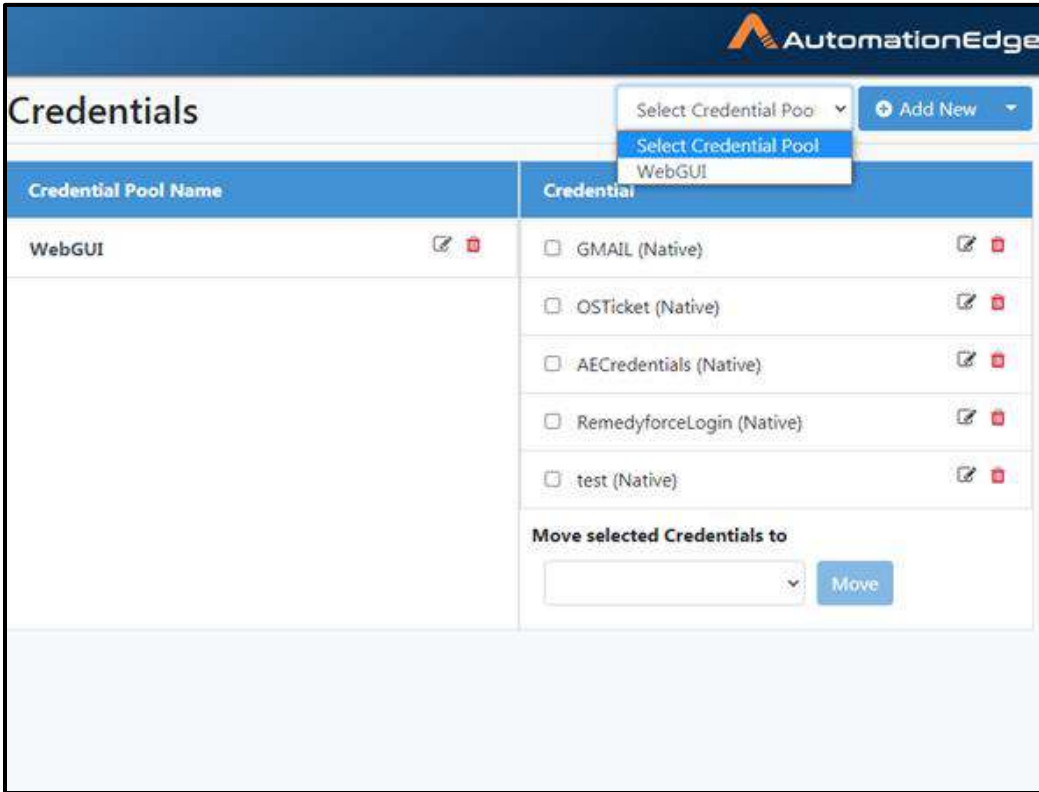 AutomationEdge
Credentials
Select Credential Poo
Add New
Select Credential Pool
WebGUI
Credential Pool Name
Credential
WebGUI
GMAIL (Native)
OSTicket (Native)
AECredentials (Native)
RemedyforceLogin (Native)
test (Native)
Move selected Credentials to
Move